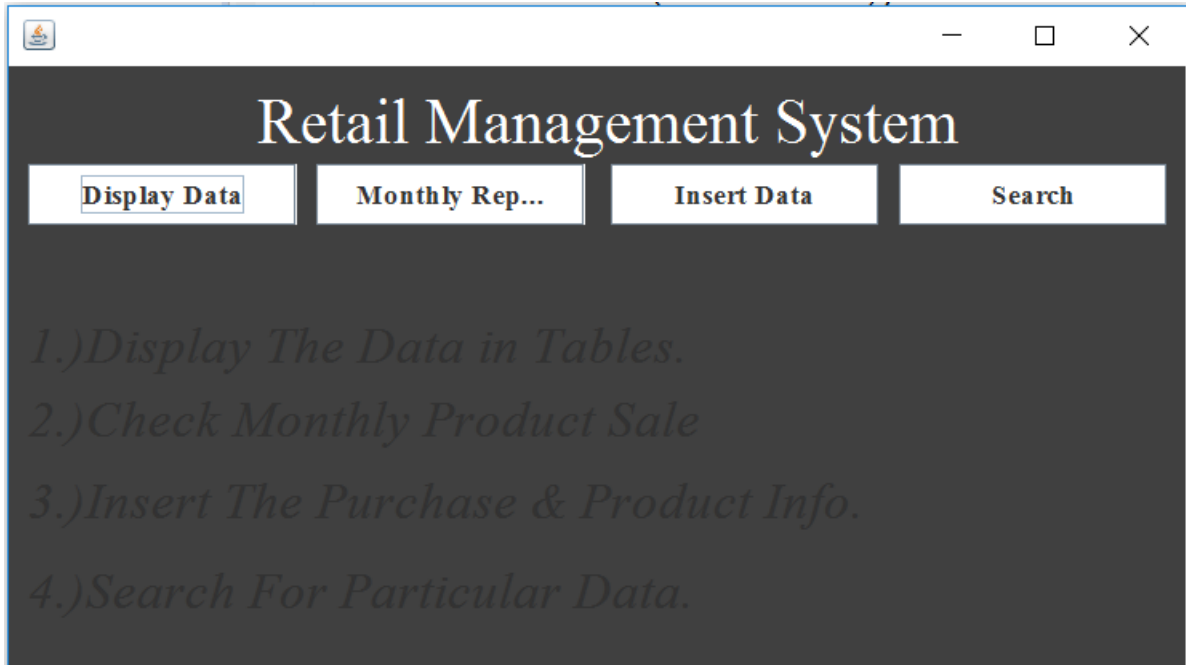 Retail Management System
Display Data Monthly Rep... Insert Data Search
1.)Display The Data in Tables.
2.)Check Monthly Product Sale
3.)Insert The Purchase & Product Info.
4.)Search For Particular Data.